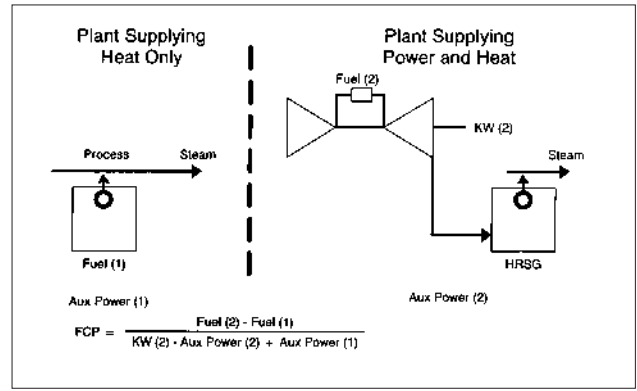 Plant Supplying
Heat Only
Plant Supplying
Power and Heat
Fuel (2)
KW (2)
Process
Steam
Steam
Fuel (1)
HRSG
Aux Power (1)
Aux Power (2)
FCP = Fuel (2) - Fuel (1)
KW (2) - Aux Power (2) + Aux Power (1)